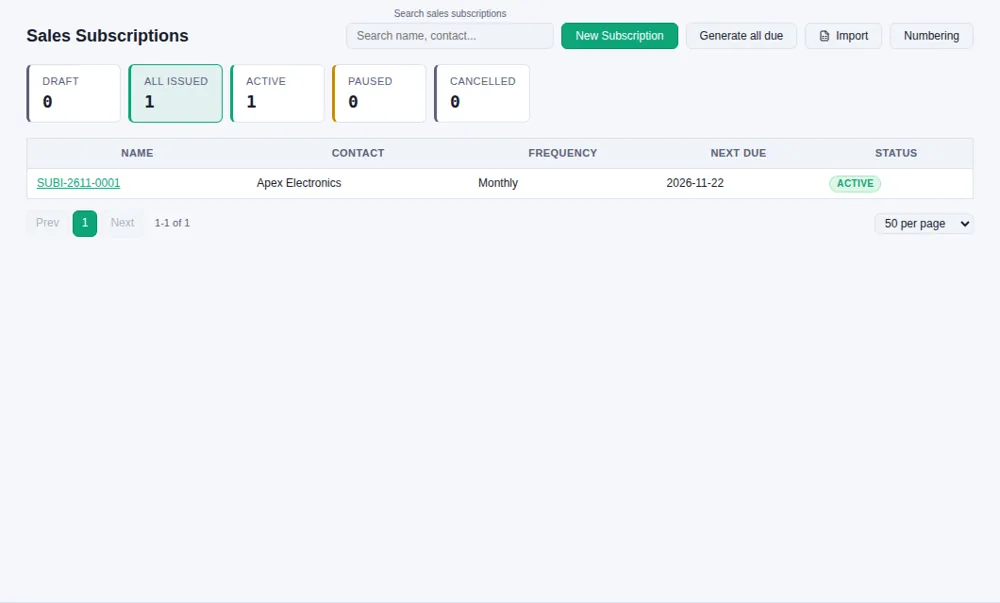 Search sales subscriptions
Sales Subscriptions
Search name, contact...
New Subscription
Generate all due
Import
Numbering
DRAFT
0
ALL ISSUED
1
ACTIVE
1
PAUSED
0
CANCELLED
0
NAME CONTACT FREQUENCY NEXT DUE STATUS
SUBI-2611-0001 Apex Electronics Monthly 2026-11-22 ACTIVE
Prev 1 Next 1-1 of 1 50 per page